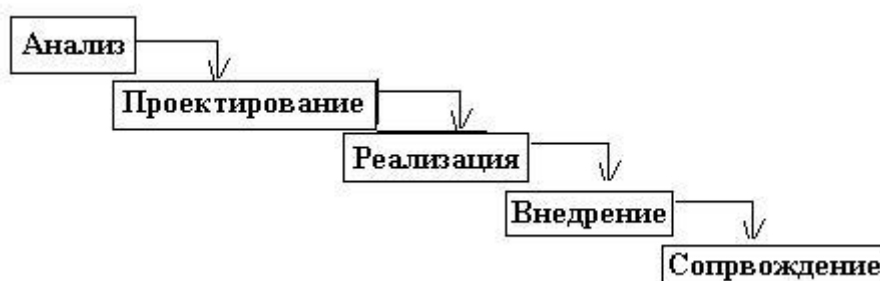 Анализ
Проектирование
Реализация
Внедрение
Сопрвождение